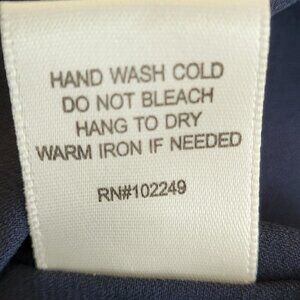 HAND WASH COLD
DO NOT BLEACH
HANG TO DRY
WARM IRON IF NEEDED
RN#102249